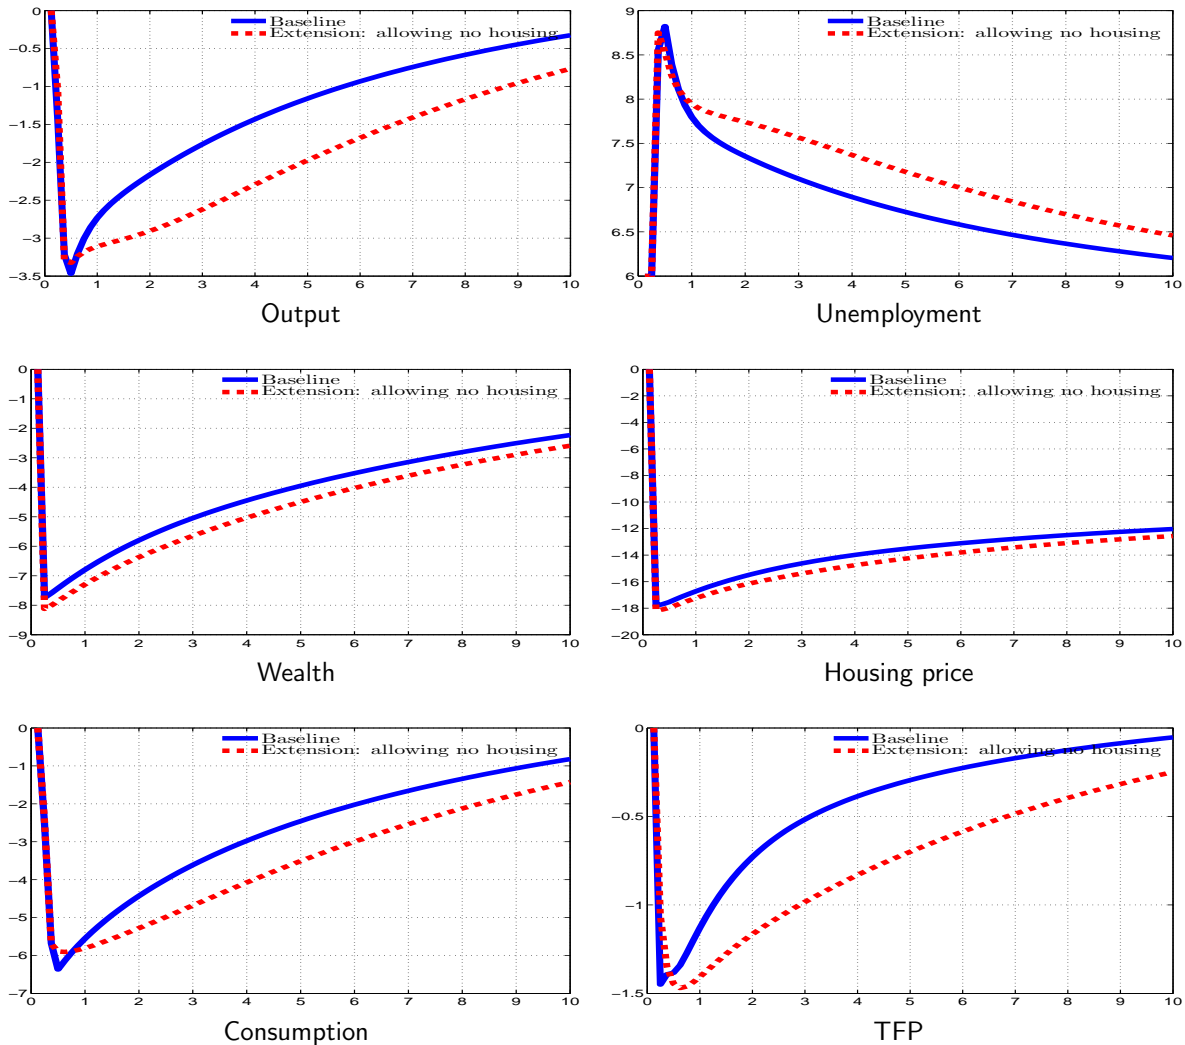 0
−0.5
−1
−1.5
−2
−2.5
−3
−3.5
0 1 2 3 4 5 6 7 8 9 10
Baseline
Extension: allowing no housing
Output
9
8.5
8
7.5
7
6.5
6
0 1 2 3 4 5 6 7 8 9 10
Baseline
Extension: allowing no housing
Unemployment
0
−1
−2
−3
−4
−5
−6
−7
−8
−9
0 1 2 3 4 5 6 7 8 9 10
Baseline
Extension: allowing no housing
Wealth
0
−2
−4
−6
−8
−10
−12
−14
−16
−18
−20
0 1 2 3 4 5 6 7 8 9 10
Baseline
Extension: allowing no housing
Housing price
0
−1
−2
−3
−4
−5
−6
−7
0 1 2 3 4 5 6 7 8 9 10
Baseline
Extension: allowing no housing
Consumption
0
−0.5
−1
−1.5
0 1 2 3 4 5 6 7 8 9 10
Baseline
Extension: allowing no housing
TFP